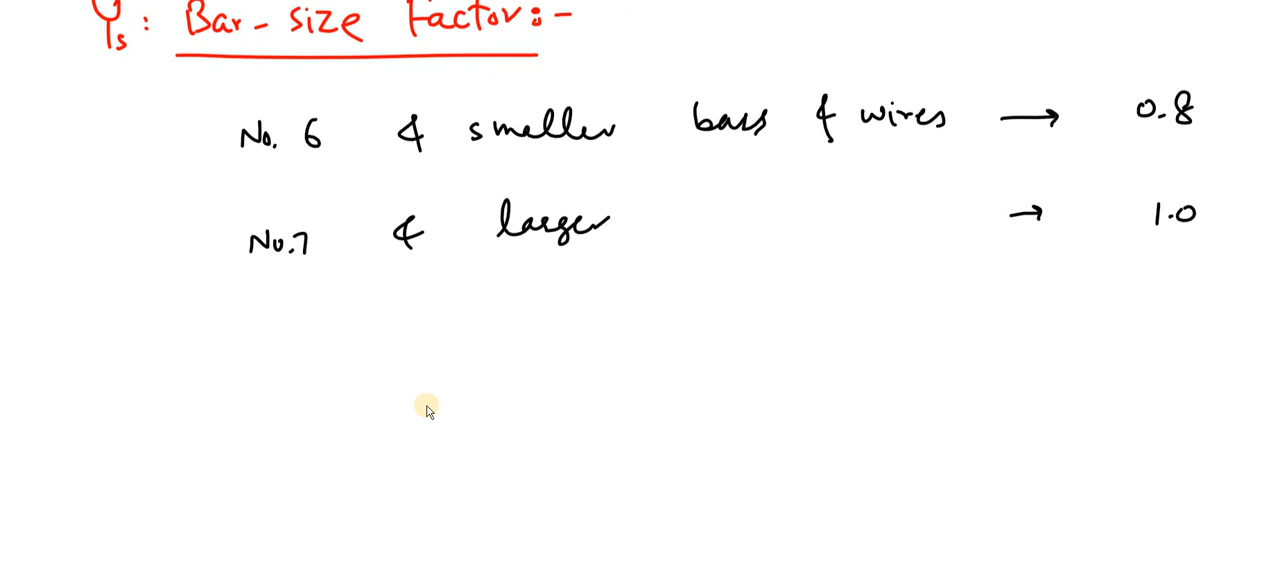 Ψs : Bar-size Factor:-
No. 6 & smaller bars & wires → 0.8
No.7 & larger → 1.0